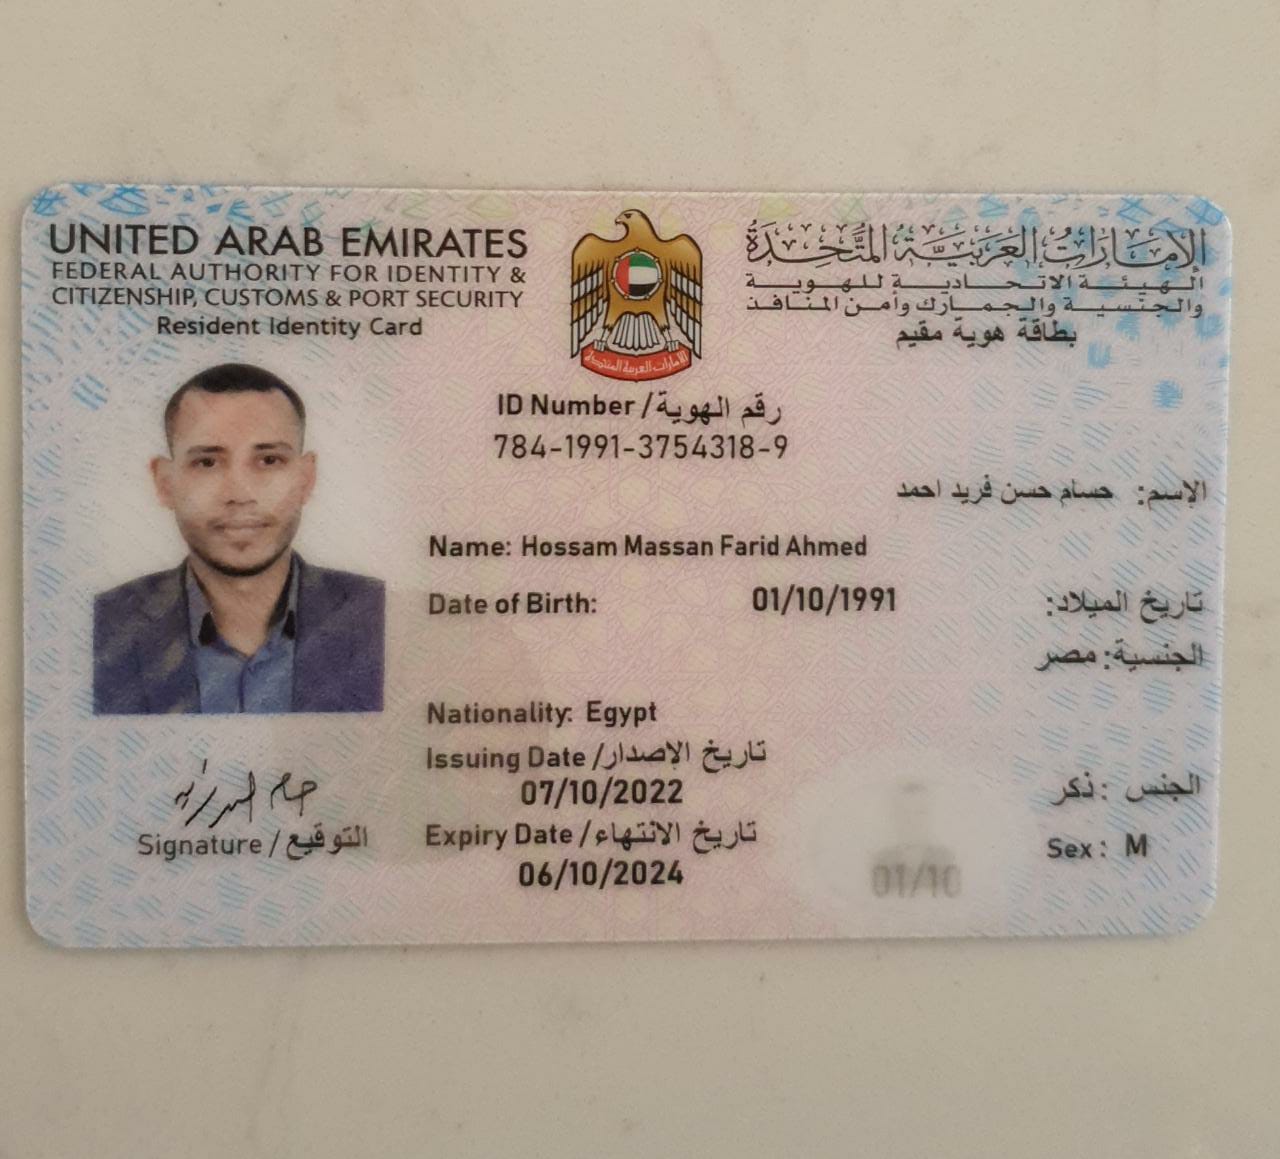 UNITED ARAB EMIRATES
الإمارات العربية المتحدة
FEDERAL AUTHORITY FOR IDENTITY &
CITIZENSHIP, CUSTOMS & PORT SECURITY
الهيئة الاتحادية للهوية
والجنسية والجمارك وأمن المنافذ
Resident Identity Card
بطاقة هوية مقيم
الإمارات العربية المتحدة
ID Number / رقم الهوية
784-1991-3754318-9
الإسم: حسام حسن فريد احمد
Name: Hossam Massan Farid Ahmed
Date of Birth: 01/10/1991 تاريخ الميلاد:
الجنسية: مصر
Nationality: Egypt
Issuing Date / تاريخ الإصدار
07/10/2022
الجنس : ذكر
Expiry Date / تاريخ الانتهاء
Sex : M
06/10/2024
01/10
Signature / التوقيع